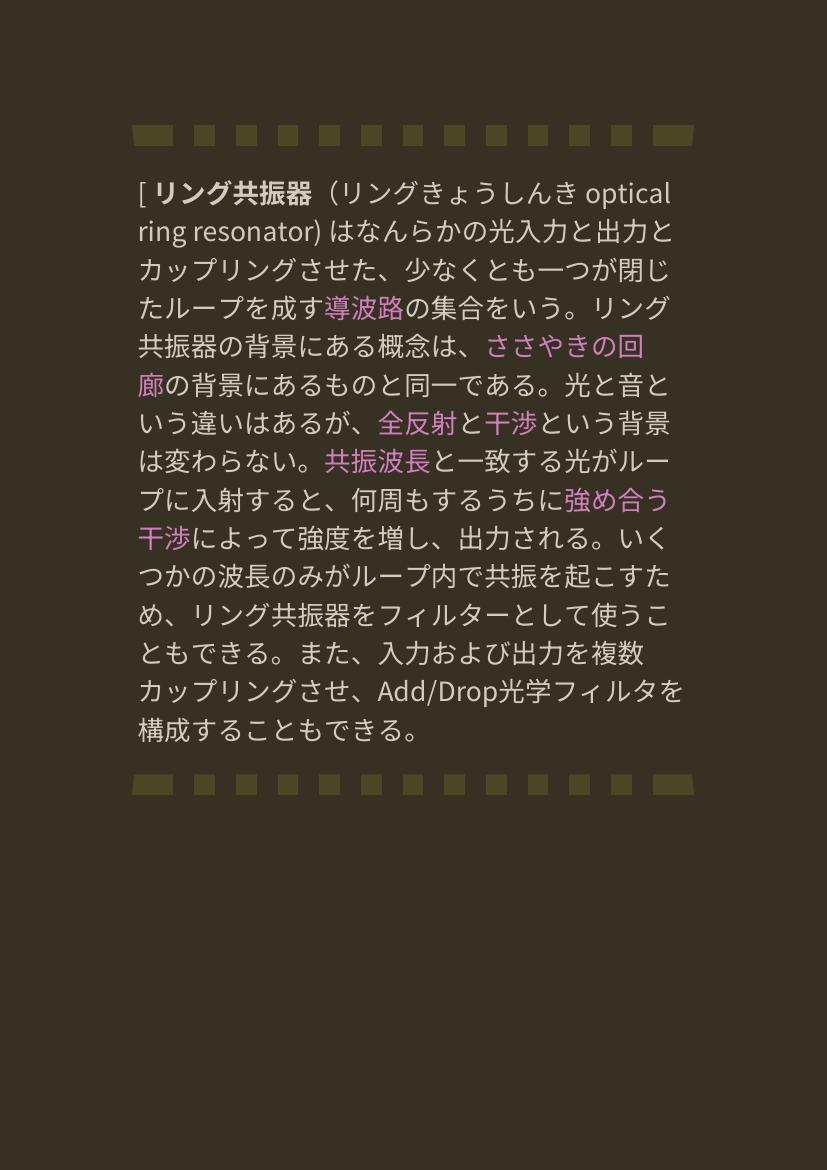 [ リング共振器（リングきょうしんき optical
ring resonator) はなんらかの光入力と出力と
カップリングさせた、少なくとも一つが閉じ
たループを成す導波路の集合をいう。リング
共振器の背景にある概念は、ささやきの回
廊の背景にあるものと同一である。光と音と
いう違いはあるが、全反射と干渉という背景
は変わらない。共振波長と一致する光がルー
プに入射すると、何周もするうちに強め合う
干渉によって強度を増し、出力される。いく
つかの波長のみがループ内で共振を起こすた
め、リング共振器をフィルターとして使うこ
ともできる。また、入力および出力を複数
カップリングさせ、Add/Drop光学フィルタを
構成することもできる。